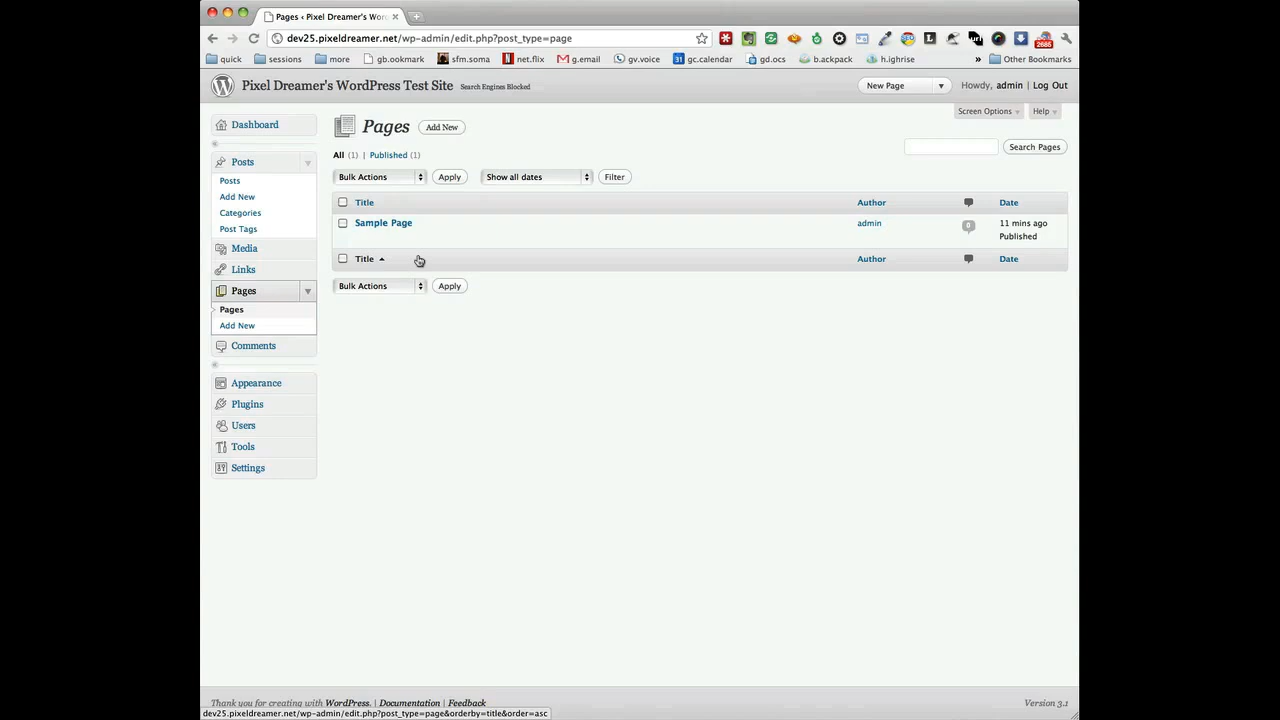 Pages ‹ Pixel Dreamer's Wor
dev25.pixeldreamer.net/wp-admin/edit.php?post_type=page
2685
quick sessions more gb.ookmark sfm.soma net.flix g.email gv.voice gc.calendar gd.ocs b.ackpack h.ighrise » Other Bookmarks
Pixel Dreamer's WordPress Test Site Search Engines Blocked New Page Howdy, admin | Log Out
Screen Options Help
Dashboard
Posts
Posts
Add New
Categories
Post Tags
Media
Links
Pages
Pages
Add New
Comments
Appearance
Plugins
Users
Tools
Settings
Pages Add New
All (1) | Published (1)
Search Pages
Bulk Actions Apply Show all dates Filter
Title Author Date
Sample Page admin 0 11 mins ago
Published
Title Author Date
Bulk Actions Apply
Thank you for creating with WordPress. | Documentation | Feedback Version 3.1
dev25.pixeldreamer.net/wp-admin/edit.php?post_type=page&orderby=title&order=asc